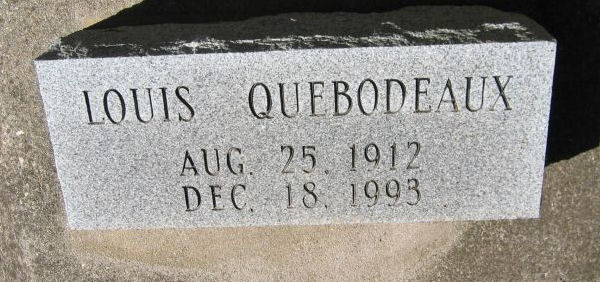 LOUIS QUEBODEAUX
AUG. 25. 1912
DEC. 18. 1993